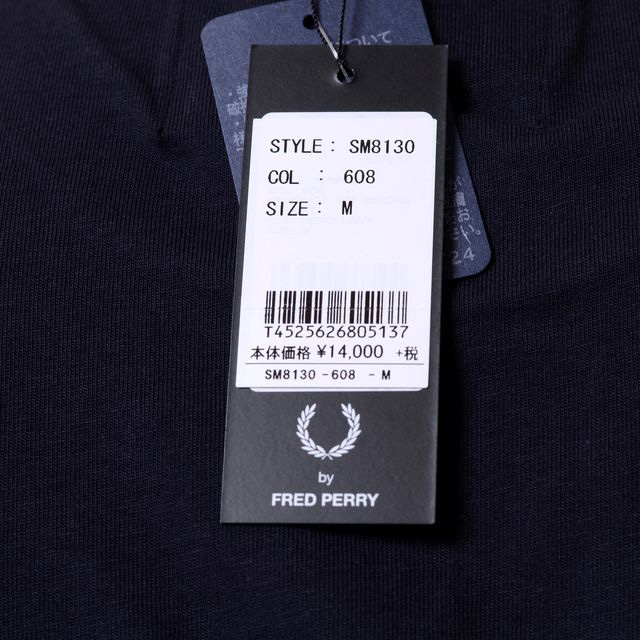 STYLE : SM8130
COL : 608
SIZE : M
T4525626805137
本体価格 ¥14,000 +税
SM8130 -608 - M
by
FRED PERRY